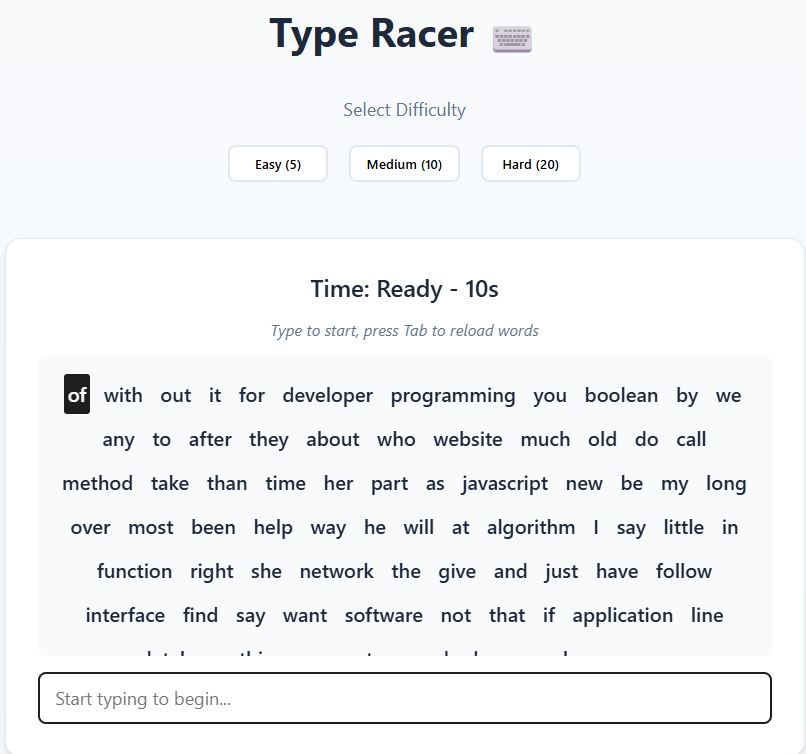 Type Racer
Select Difficulty
Easy (5) Medium (10) Hard (20)
Time: Ready - 10s
Type to start, press Tab to reload words
of with out it for developer programming you boolean by we
any to after they about who website much old do call
method take than time her part as javascript new be my long
over most been help way he will at algorithm I say little in
function right she network the give and just have follow
interface find say want software not that if application line
Start typing to begin...